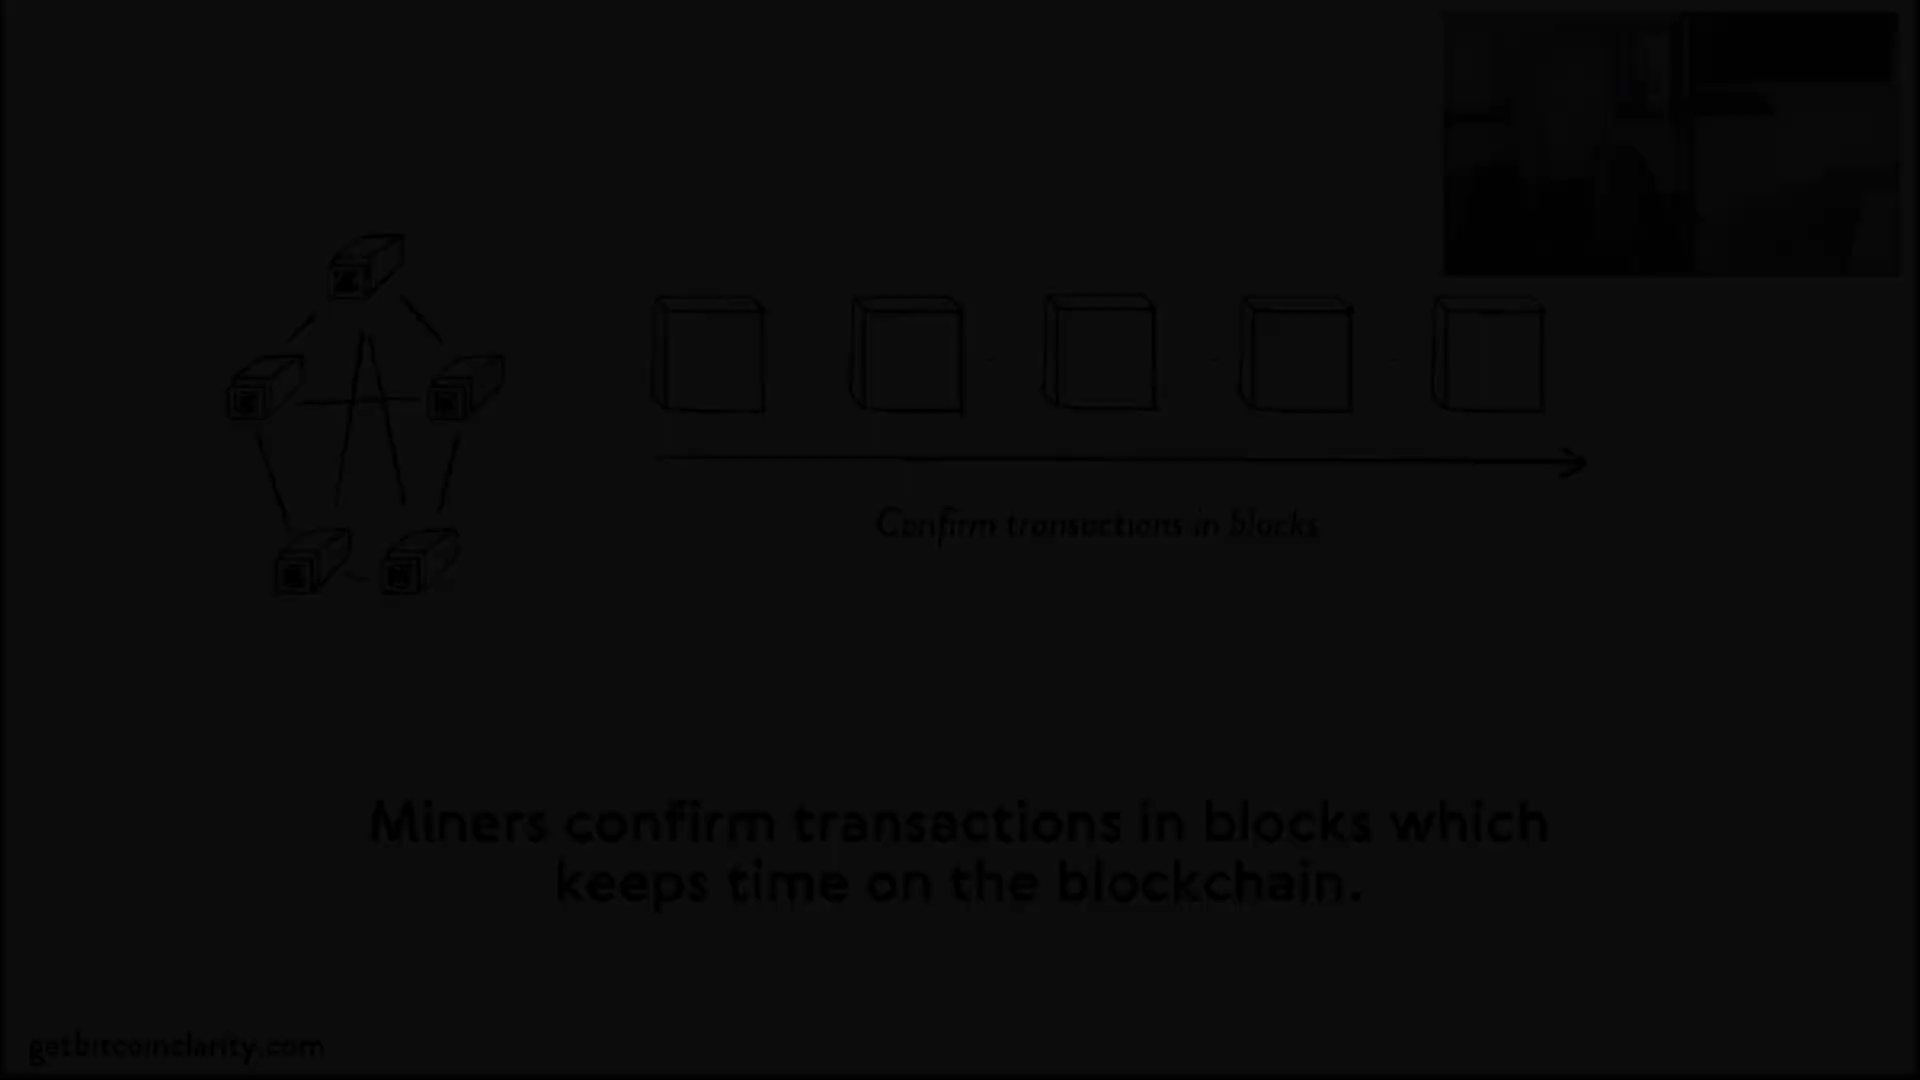 Confirm transactions in blocks
Miners confirm transactions in blocks which
keeps time on the blockchain.
getbitcoinclarity.com